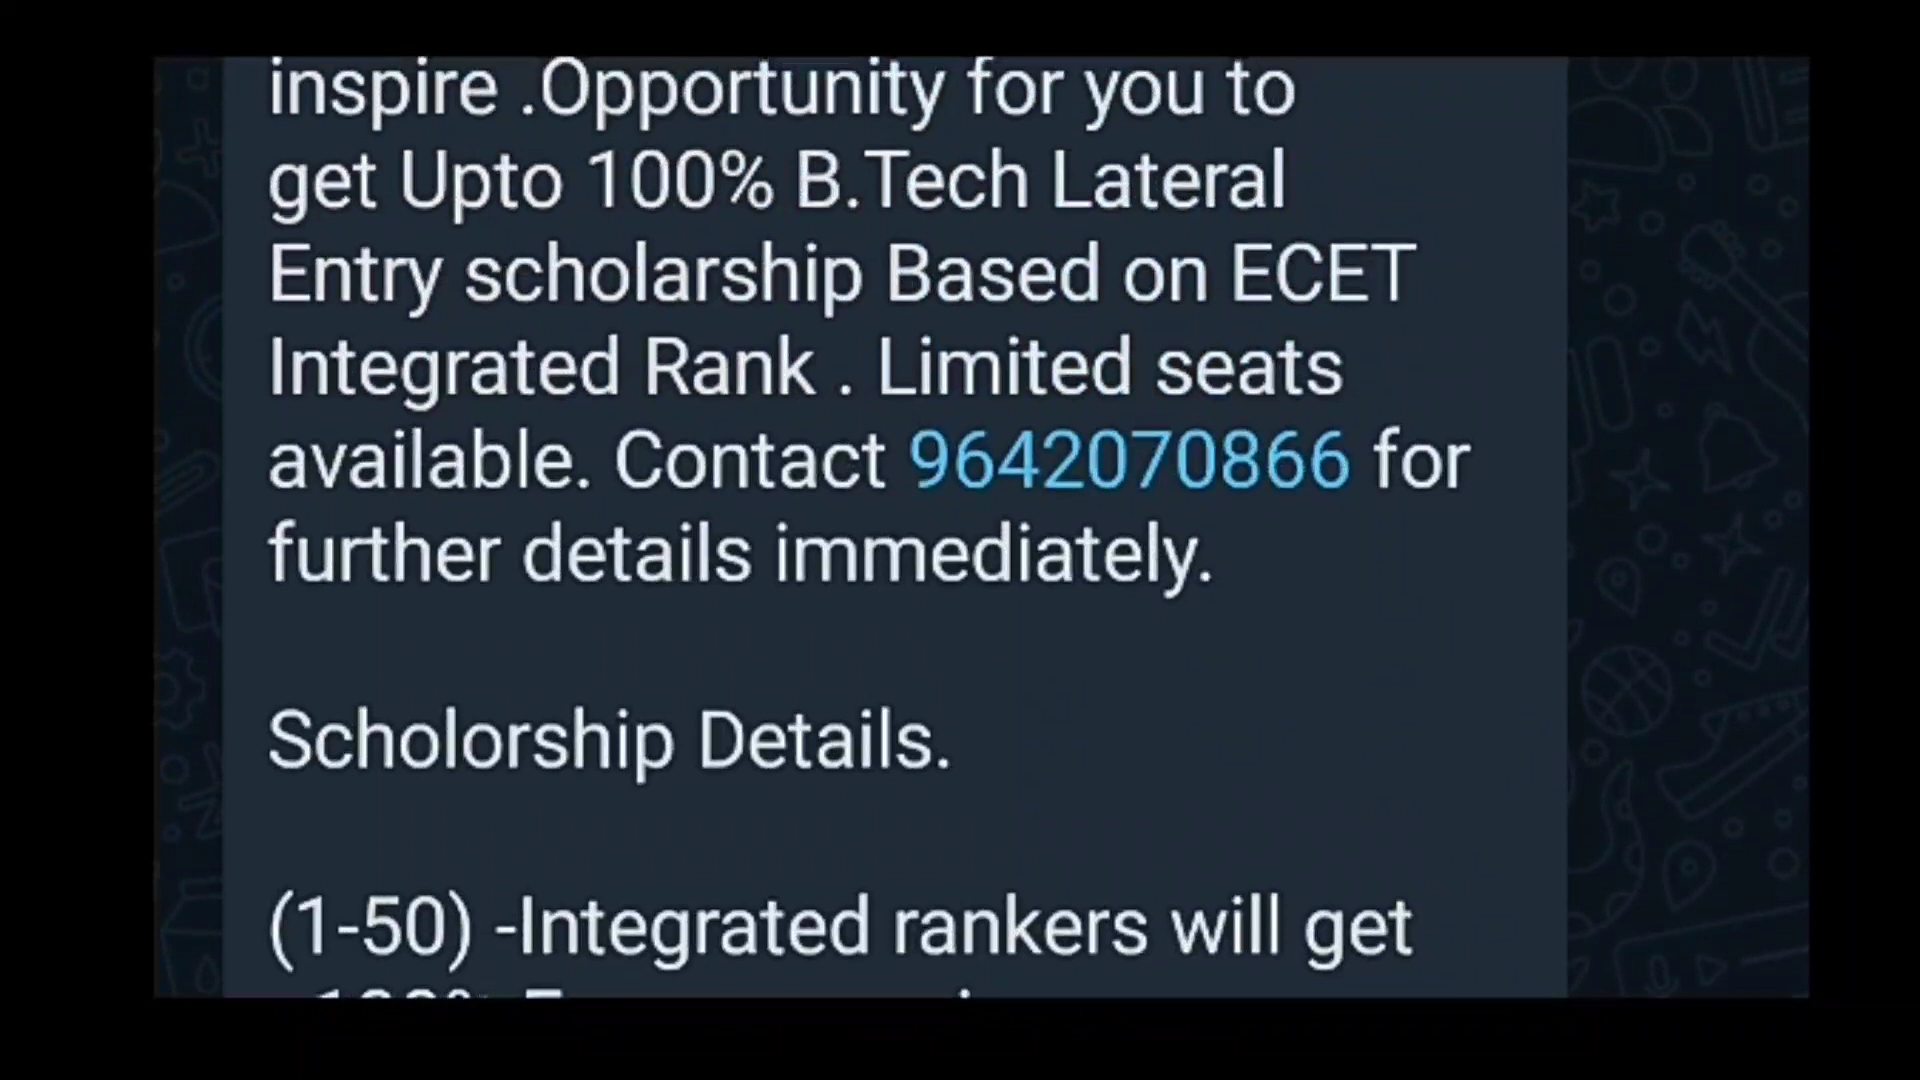 inspire .Opportunity for you to
get Upto 100% B.Tech Lateral
Entry scholarship Based on ECET
Integrated Rank . Limited seats
available. Contact 9642070866 for
further details immediately.
Scholorship Details.
(1-50) -Integrated rankers will get